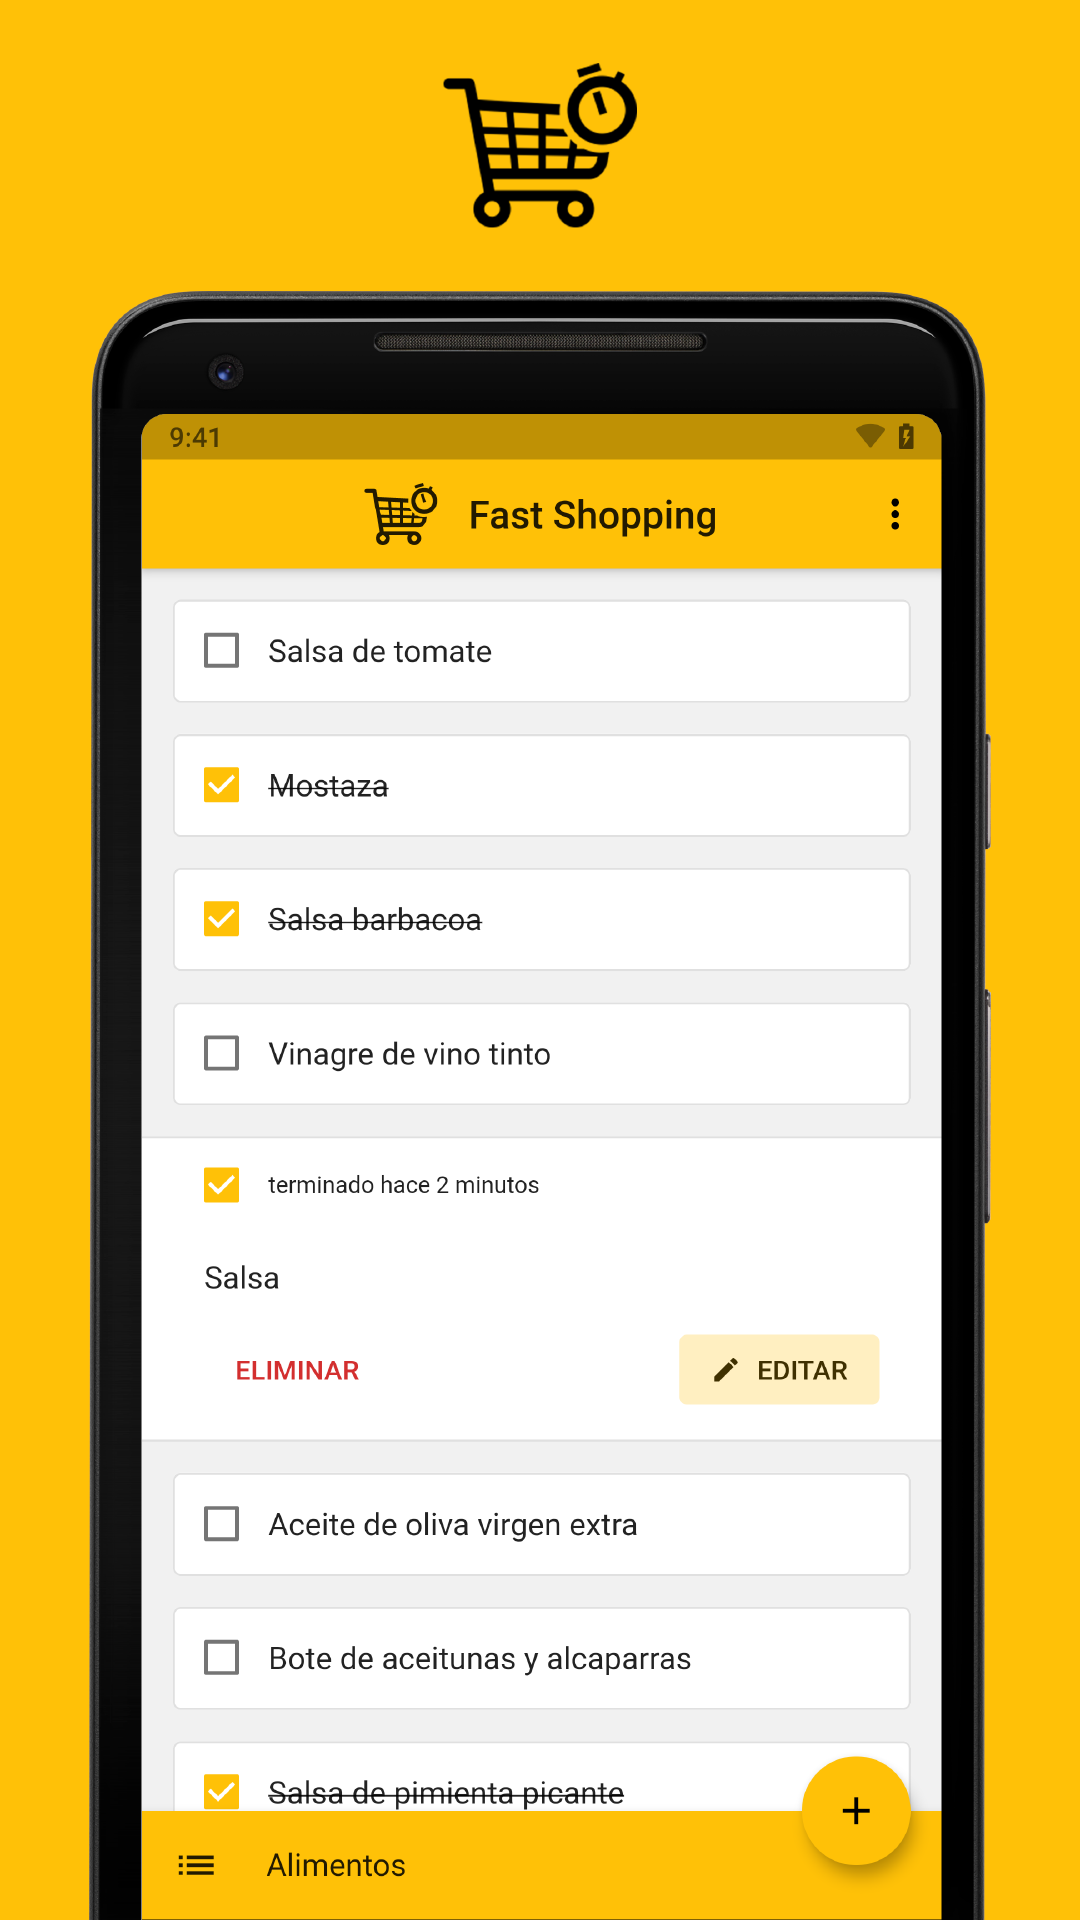 9:41
Fast Shopping
Salsa de tomate
Mostaza
Salsa barbacoa
Vinagre de vino tinto
terminado hace 2 minutos
Salsa
ELIMINAR
EDITAR
Aceite de oliva virgen extra
Bote de aceitunas y alcaparras
Salsa de pimienta picante
Alimentos